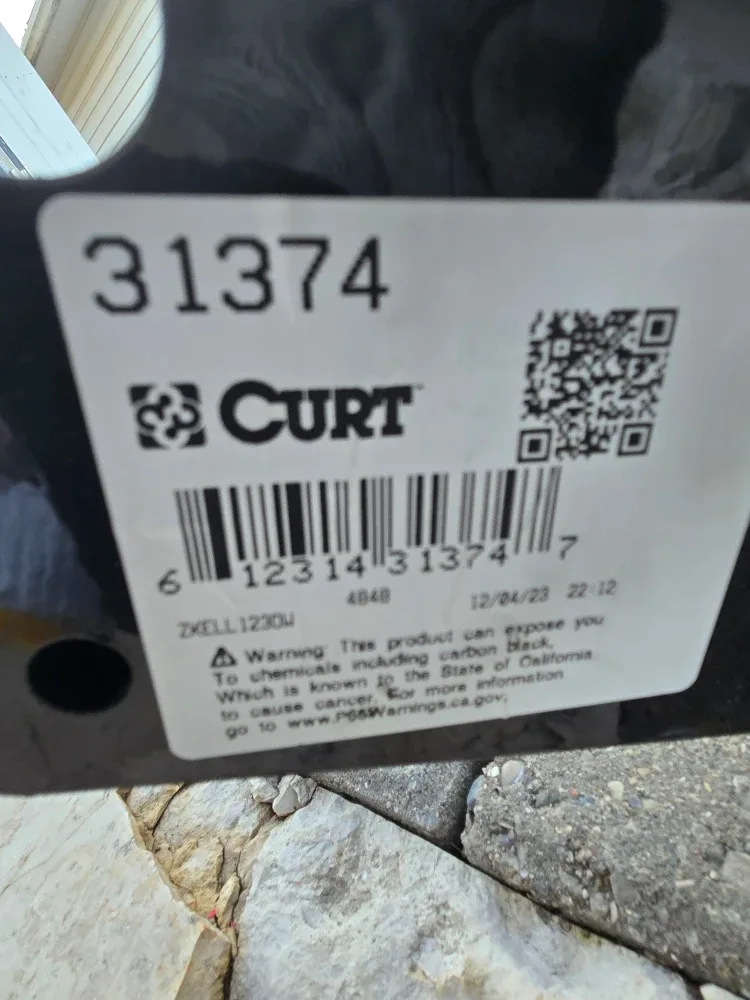 31374
CURT
6 12314 31374 7
4848 12/04/23 22:12
ZKELL1230W
Warning: This product can expose you
To chemicals including carbon black,
Which is known to the State of California
to cause cancer. For more information
go to www.P65Warnings.ca.gov.